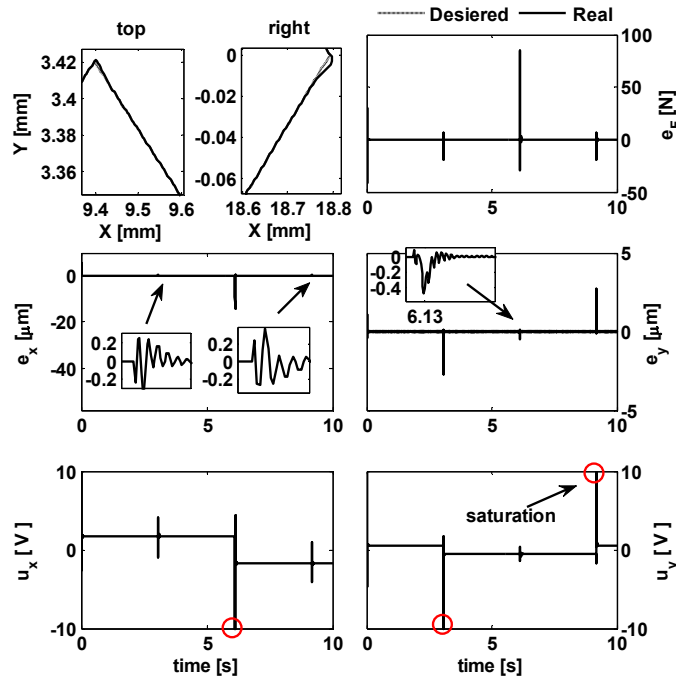 Desiered Real
top right
3.42
3.4
3.38
3.36
Y [mm]
9.4 9.5 9.6
X [mm]
0
-0.02
-0.04
-0.06
18.6 18.7 18.8
X [mm]
100
50
0
-50
e_F [N]
0 5 10
0
-20
-40
e_x [μm]
0.2
0
-0.2
0.2
0
-0.2
0 5 10
0
-0.2
-0.4
6.13
5
0
-5
e_y [μm]
0 5 10
10
0
-10
u_x [ V ]
0 5 10
time [s]
saturation
10
0
-10
u_y [ V ]
0 5 10
time [s]